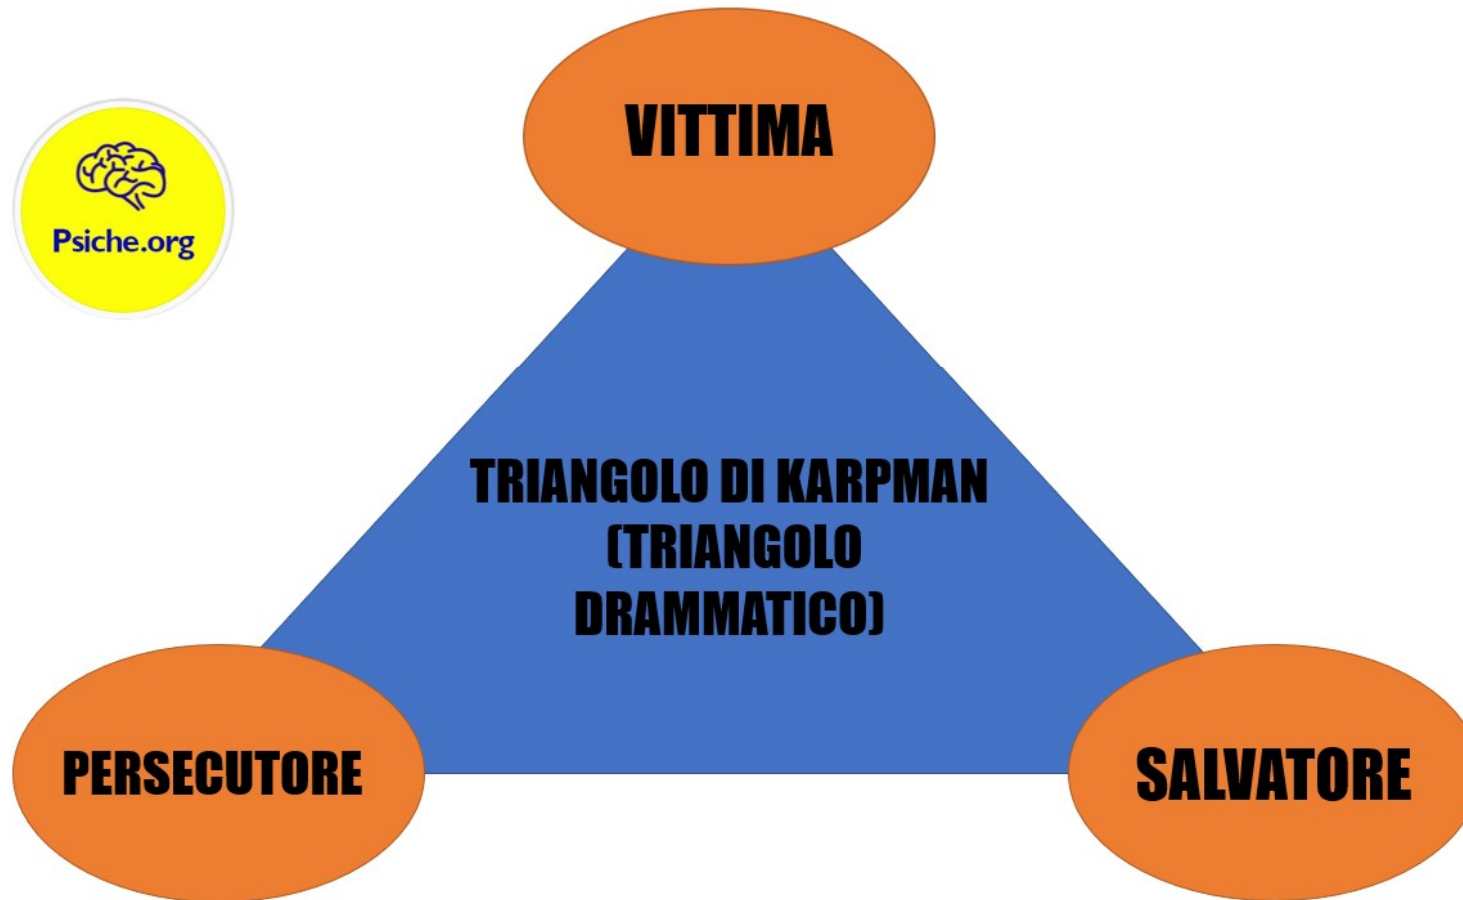 VITTIMA
Psiche.org
TRIANGOLO DI KARPMAN
(TRIANGOLO
DRAMMATICO)
PERSECUTORE
SALVATORE